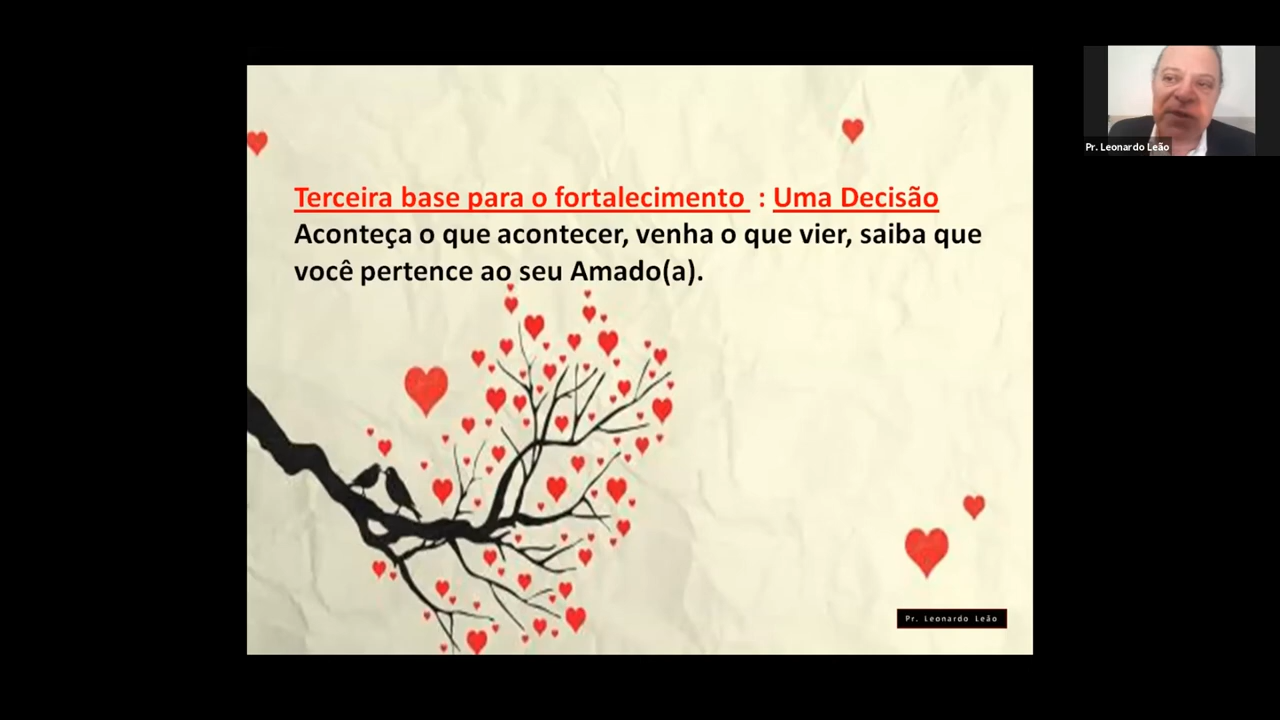 Terceira base para o fortalecimento : Uma Decisão
Aconteça o que acontecer, venha o que vier, saiba que
você pertence ao seu Amado(a).
Pr. Leonardo Leão
Pr. Leonardo Leão